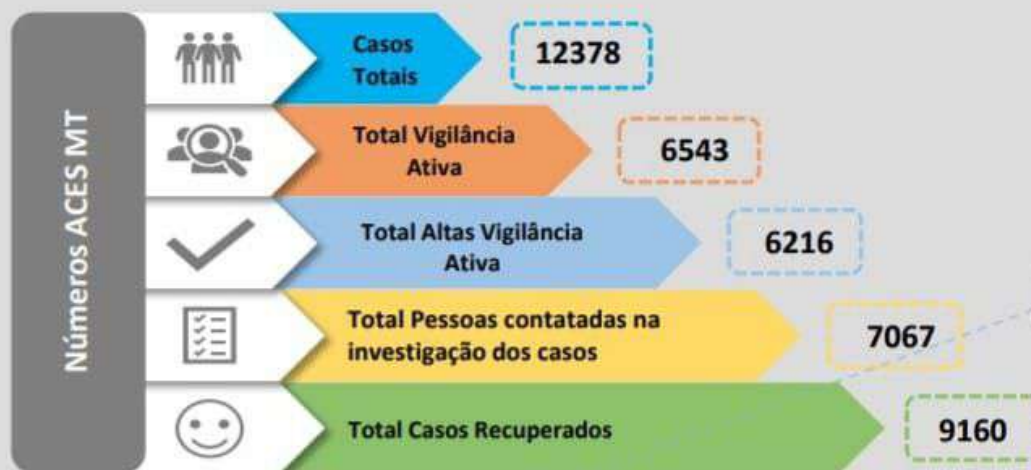 Números ACES MT
Casos
Totais
12378
Total Vigilância
Ativa
6543
Total Altas Vigilância
Ativa
6216
Total Pessoas contatadas na
investigação dos casos
7067
Total Casos Recuperados
9160